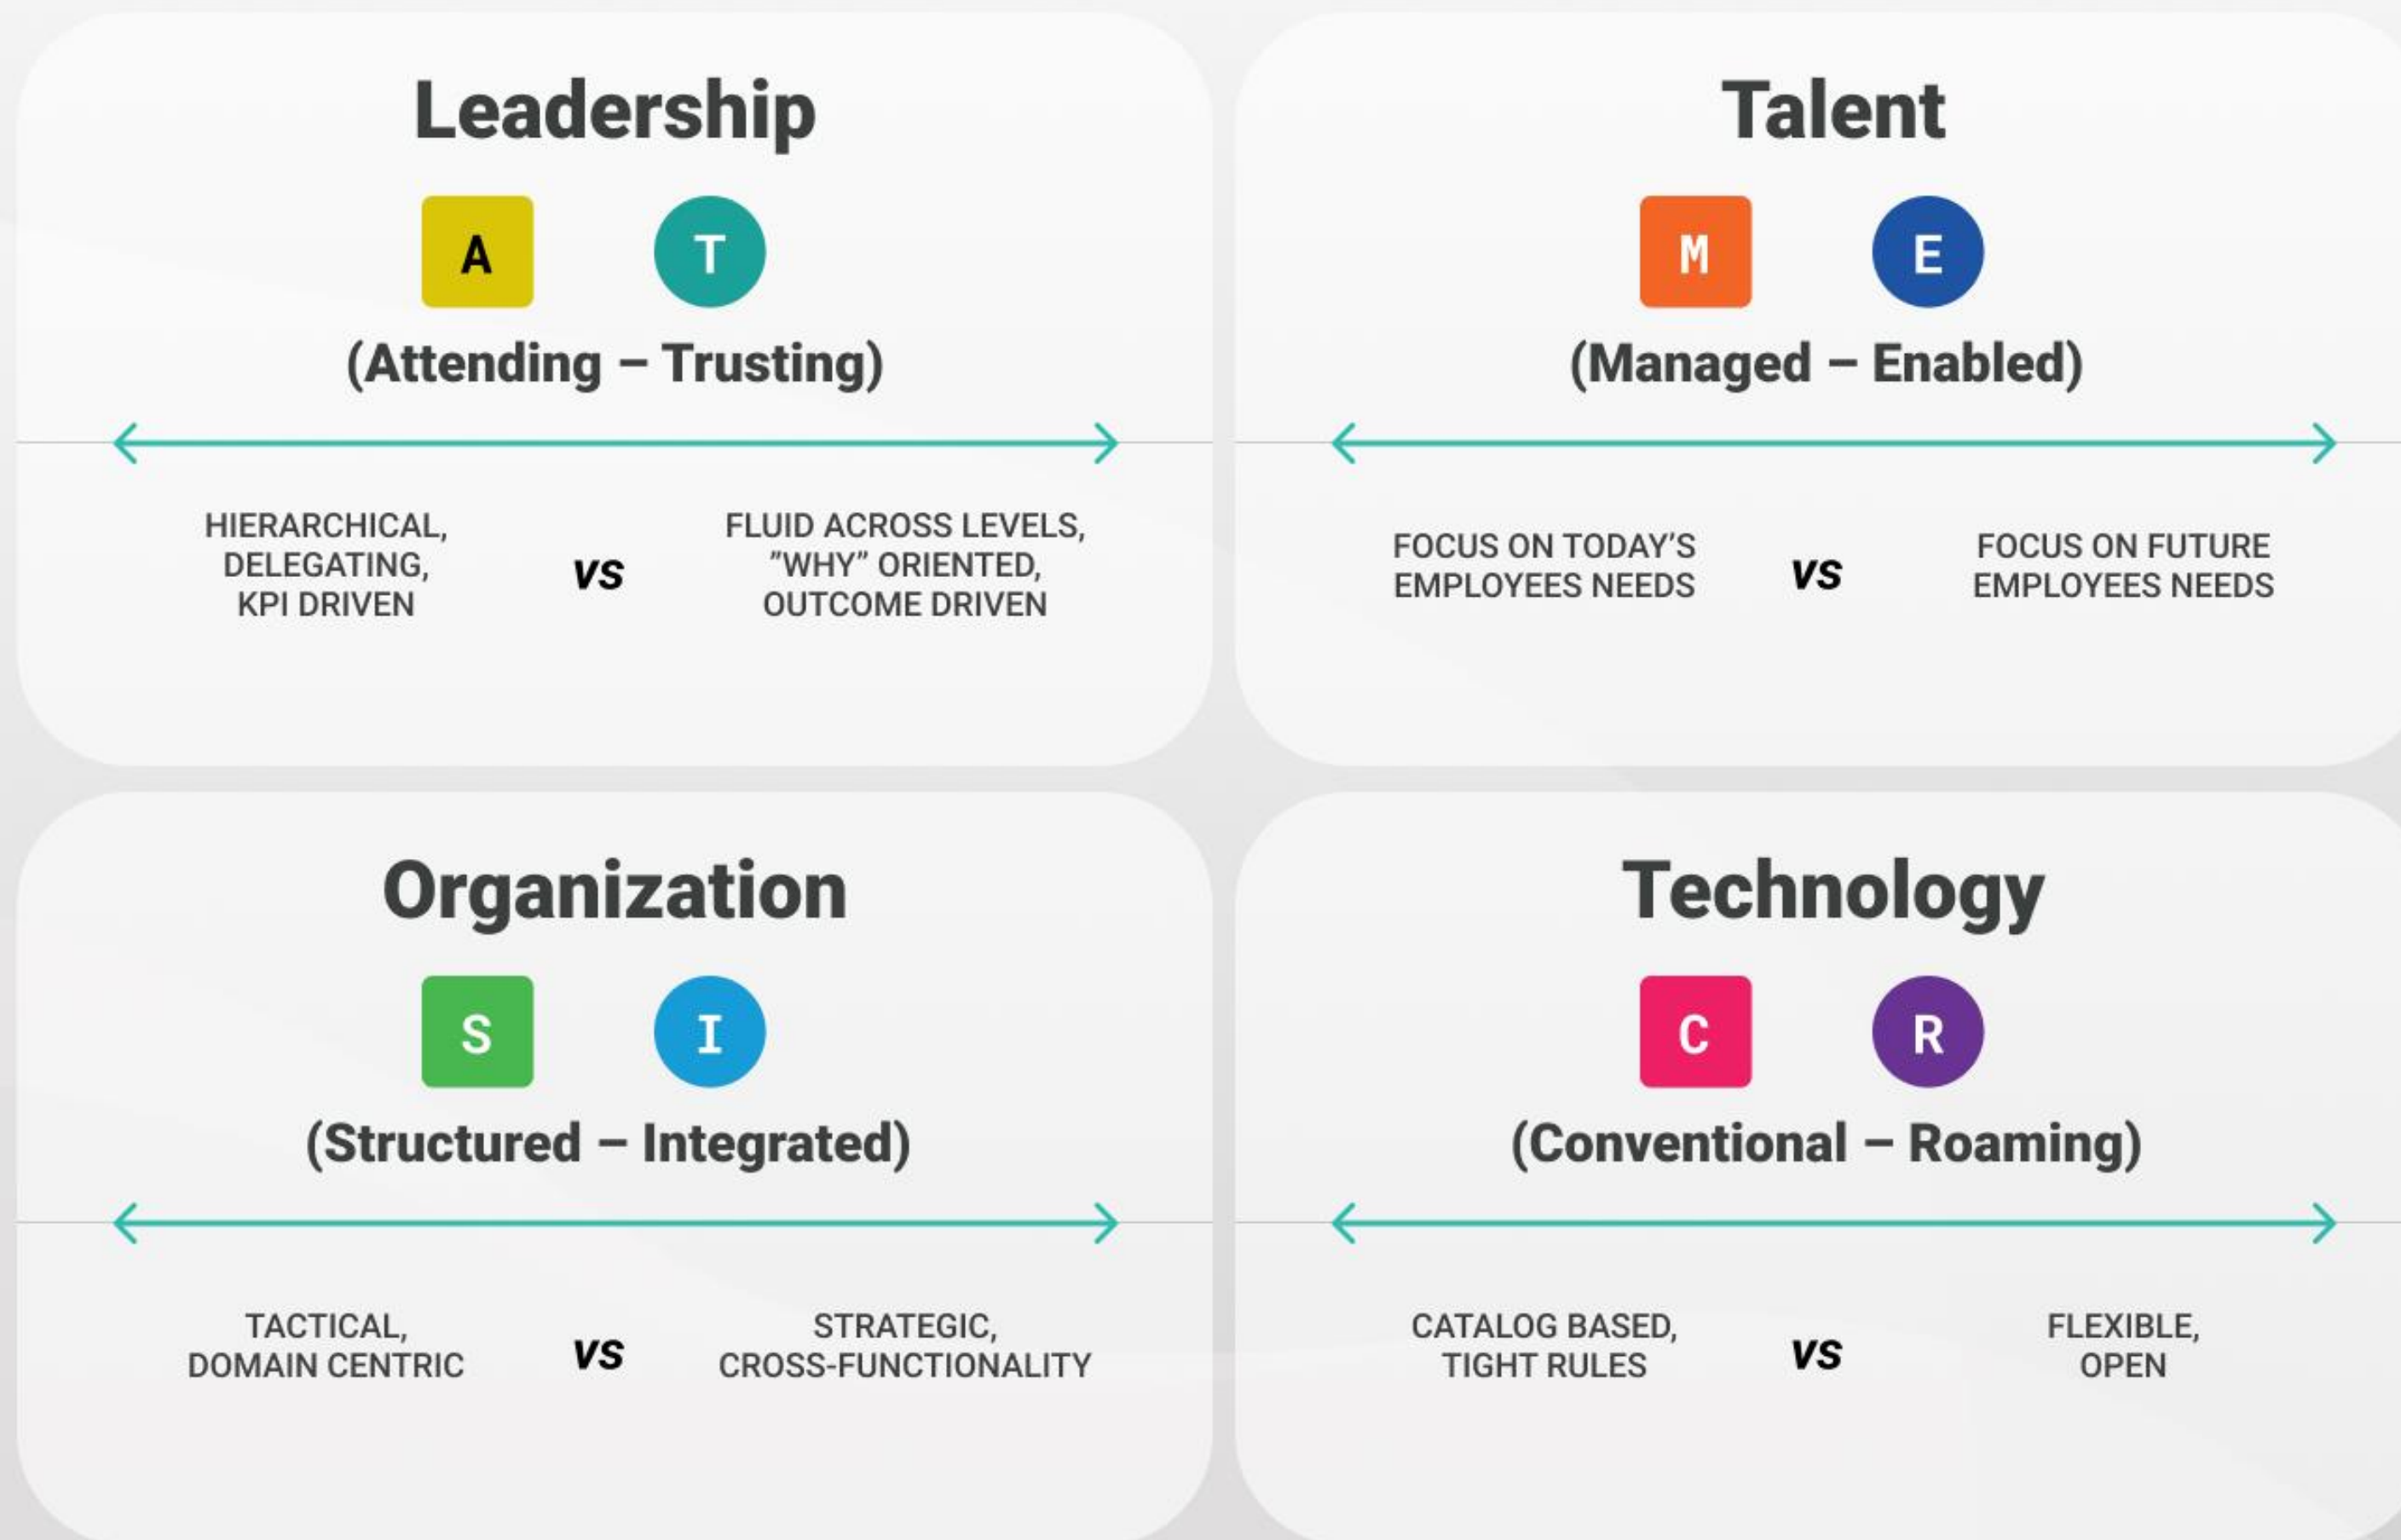 Leadership
A T
(Attending – Trusting)
HIERARCHICAL,
DELEGATING,
KPI DRIVEN
vs
FLUID ACROSS LEVELS,
”WHY” ORIENTED,
OUTCOME DRIVEN
Talent
M E
(Managed – Enabled)
FOCUS ON TODAY’S
EMPLOYEES NEEDS
vs
FOCUS ON FUTURE
EMPLOYEES NEEDS
Organization
S I
(Structured – Integrated)
TACTICAL,
DOMAIN CENTRIC
vs
STRATEGIC,
CROSS-FUNCTIONALITY
Technology
C R
(Conventional – Roaming)
CATALOG BASED,
TIGHT RULES
vs
FLEXIBLE,
OPEN